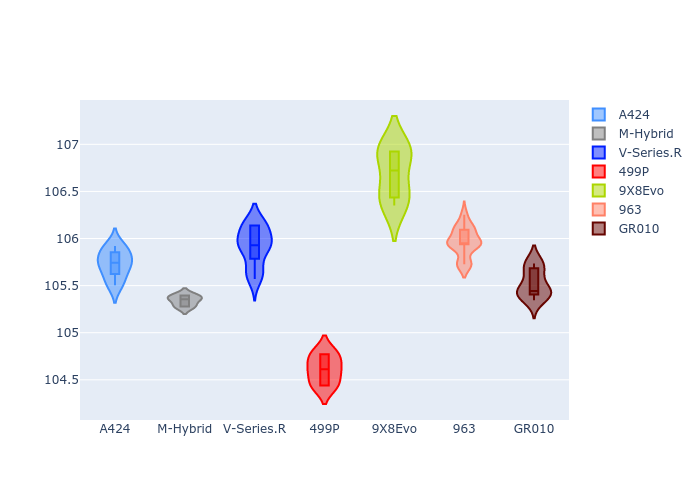 107
106.5
106
105.5
105
104.5
A424
M-Hybrid
V-Series.R
499P
9X8Evo
963
GR010
A424
M-Hybrid
V-Series.R
499P
9X8Evo
963
GR010